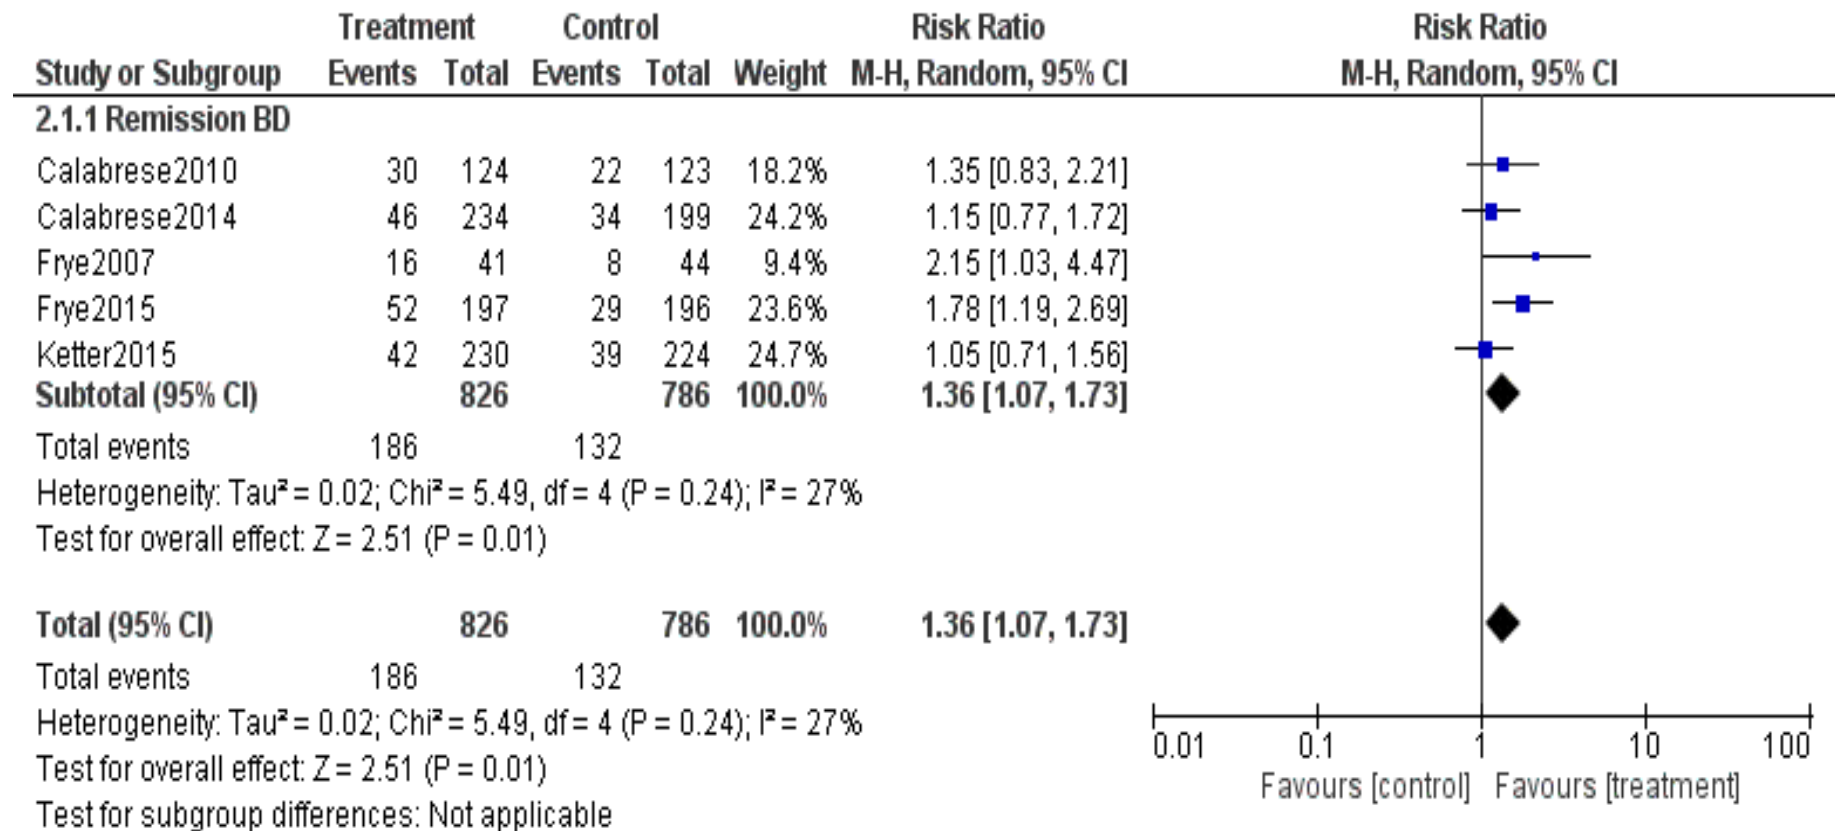 Treatment Control Risk Ratio Risk Ratio
Study or Subgroup Events Total Events Total Weight M-H, Random, 95% CI M-H, Random, 95% CI
2.1.1 Remission BD
Calabrese2010 30 124 22 123 18.2% 1.35 [0.83, 2.21]
Calabrese2014 46 234 34 199 24.2% 1.15 [0.77, 1.72]
Frye2007 16 41 8 44 9.4% 2.15 [1.03, 4.47]
Frye2015 52 197 29 196 23.6% 1.78 [1.19, 2.69]
Ketter2015 42 230 39 224 24.7% 1.05 [0.71, 1.56]
Subtotal (95% CI) 826 786 100.0% 1.36 [1.07, 1.73]
Total events 186 132
Heterogeneity: Tau² = 0.02; Chi² = 5.49, df = 4 (P = 0.24); I² = 27%
Test for overall effect: Z = 2.51 (P = 0.01)
Total (95% CI) 826 786 100.0% 1.36 [1.07, 1.73]
Total events 186 132
Heterogeneity: Tau² = 0.02; Chi² = 5.49, df = 4 (P = 0.24); I² = 27%
Test for overall effect: Z = 2.51 (P = 0.01)
Test for subgroup differences: Not applicable
0.01 0.1 1 10 100
Favours [control] Favours [treatment]